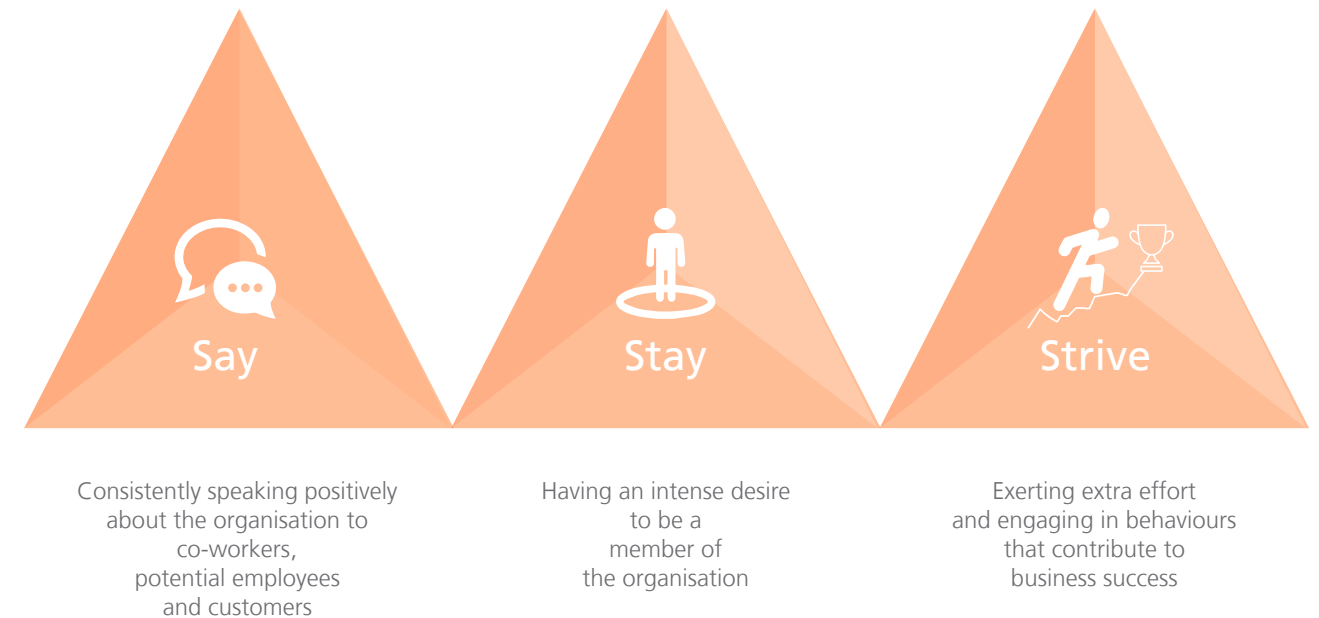 Say
Consistently speaking positively
about the organisation to
co-workers,
potential employees
and customers
Stay
Having an intense desire
to be a
member of
the organisation
Strive
Exerting extra effort
and engaging in behaviours
that contribute to
business success